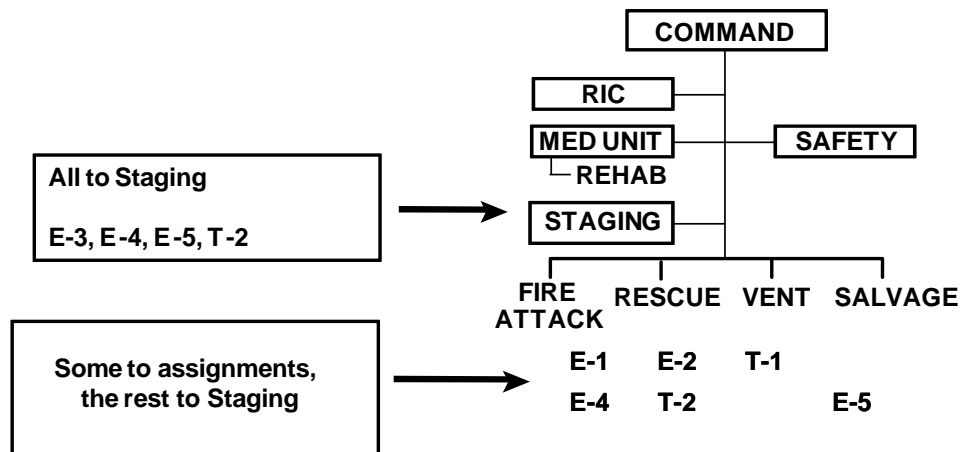 COMMAND
RIC
MED UNIT
SAFETY
REHAB
All to Staging
E-3, E-4, E-5, T-2
STAGING
FIRE
ATTACK
RESCUE
VENT
SALVAGE
Some to assignments,
the rest to Staging
E-1 E-2 T-1
E-4 T-2 E-5